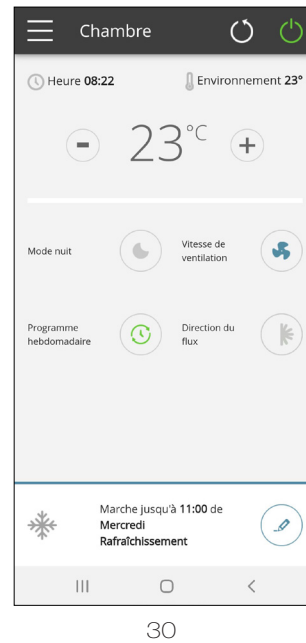 Chambre
Heure 08:22
Environnement 23°
- 23°C +
Mode nuit
Vitesse de
ventilation
Programme
hebdomadaire
Direction du
flux
Marche jusqu'à 11:00 de
Mercredi
Rafraîchissement
30